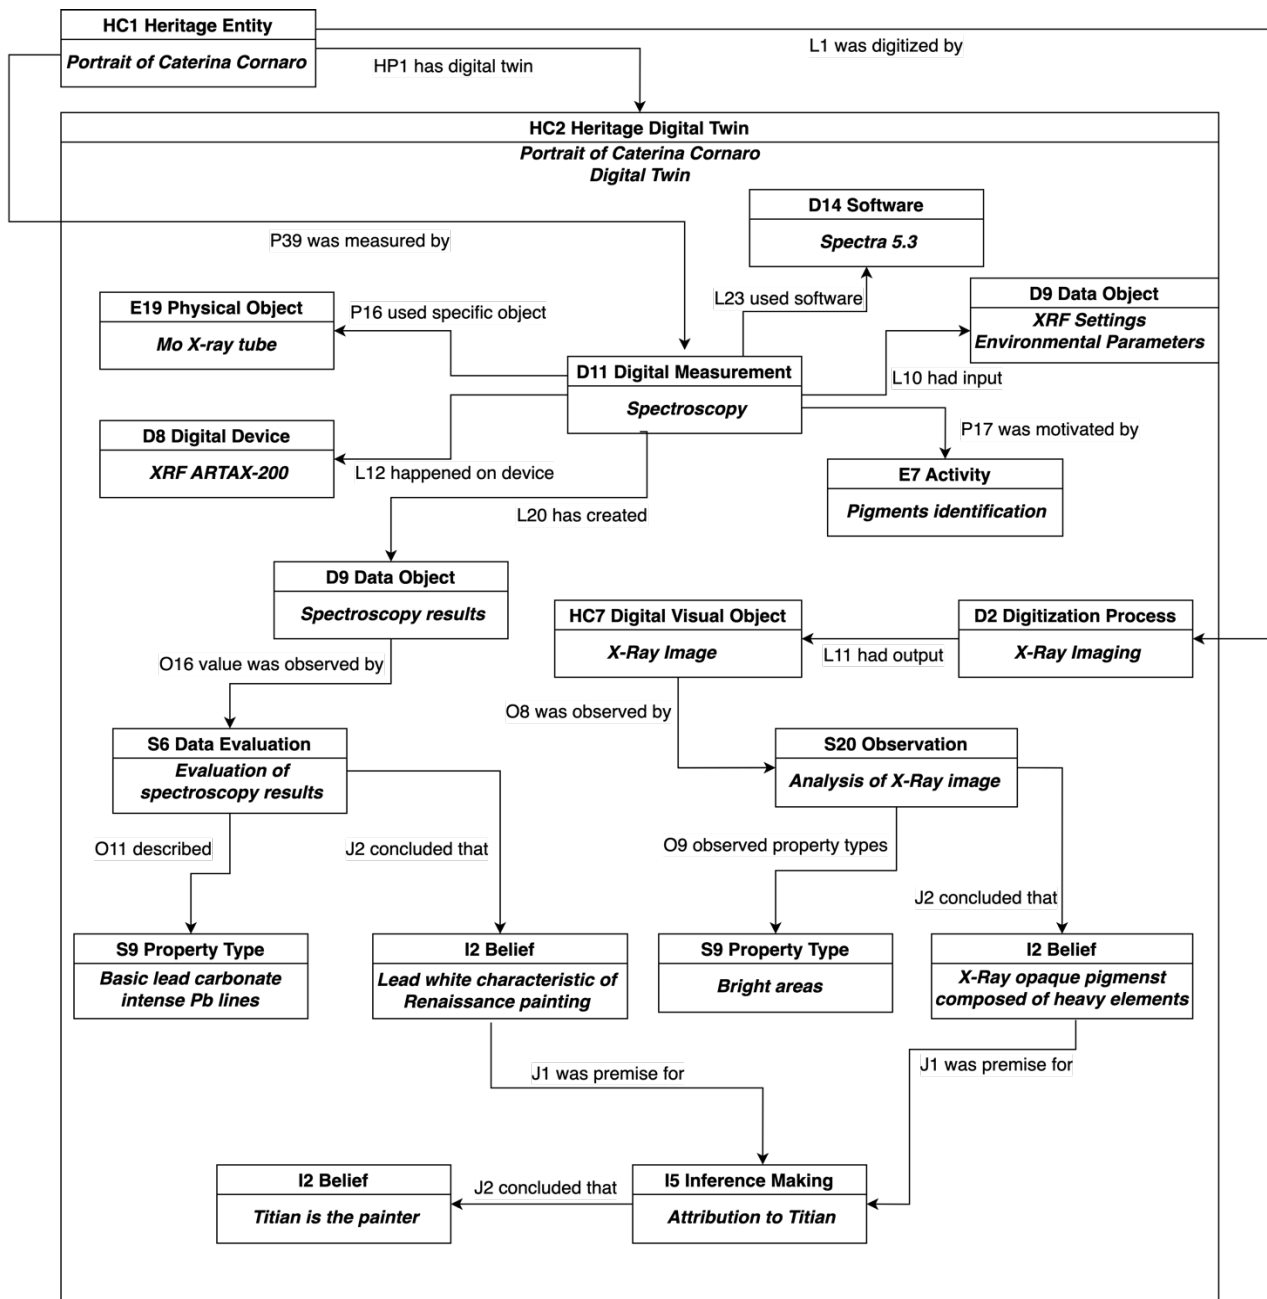 HC1 Heritage Entity
Portrait of Caterina Cornaro
L1 was digitized by
HP1 has digital twin
HC2 Heritage Digital Twin
Portrait of Caterina Cornaro
Digital Twin
D14 Software
Spectra 5.3
P39 was measured by
L23 used software
D9 Data Object
XRF Settings
Environmental Parameters
E19 Physical Object
Mo X-ray tube
P16 used specific object
D11 Digital Measurement
Spectroscopy
L10 had input
P17 was motivated by
D8 Digital Device
XRF ARTAX-200
L12 happened on device
E7 Activity
Pigments identification
L20 has created
D9 Data Object
Spectroscopy results
HC7 Digital Visual Object
X-Ray Image
D2 Digitization Process
X-Ray Imaging
L11 had output
O16 value was observed by
O8 was observed by
S6 Data Evaluation
Evaluation of
spectroscopy results
S20 Observation
Analysis of X-Ray image
O11 described
J2 concluded that
O9 observed property types
J2 concluded that
S9 Property Type
Basic lead carbonate
intense Pb lines
I2 Belief
Lead white characteristic of
Renaissance painting
S9 Property Type
Bright areas
I2 Belief
X-Ray opaque pigmenst
composed of heavy elements
J1 was premise for
J1 was premise for
I2 Belief
Titian is the painter
J2 concluded that
I5 Inference Making
Attribution to Titian